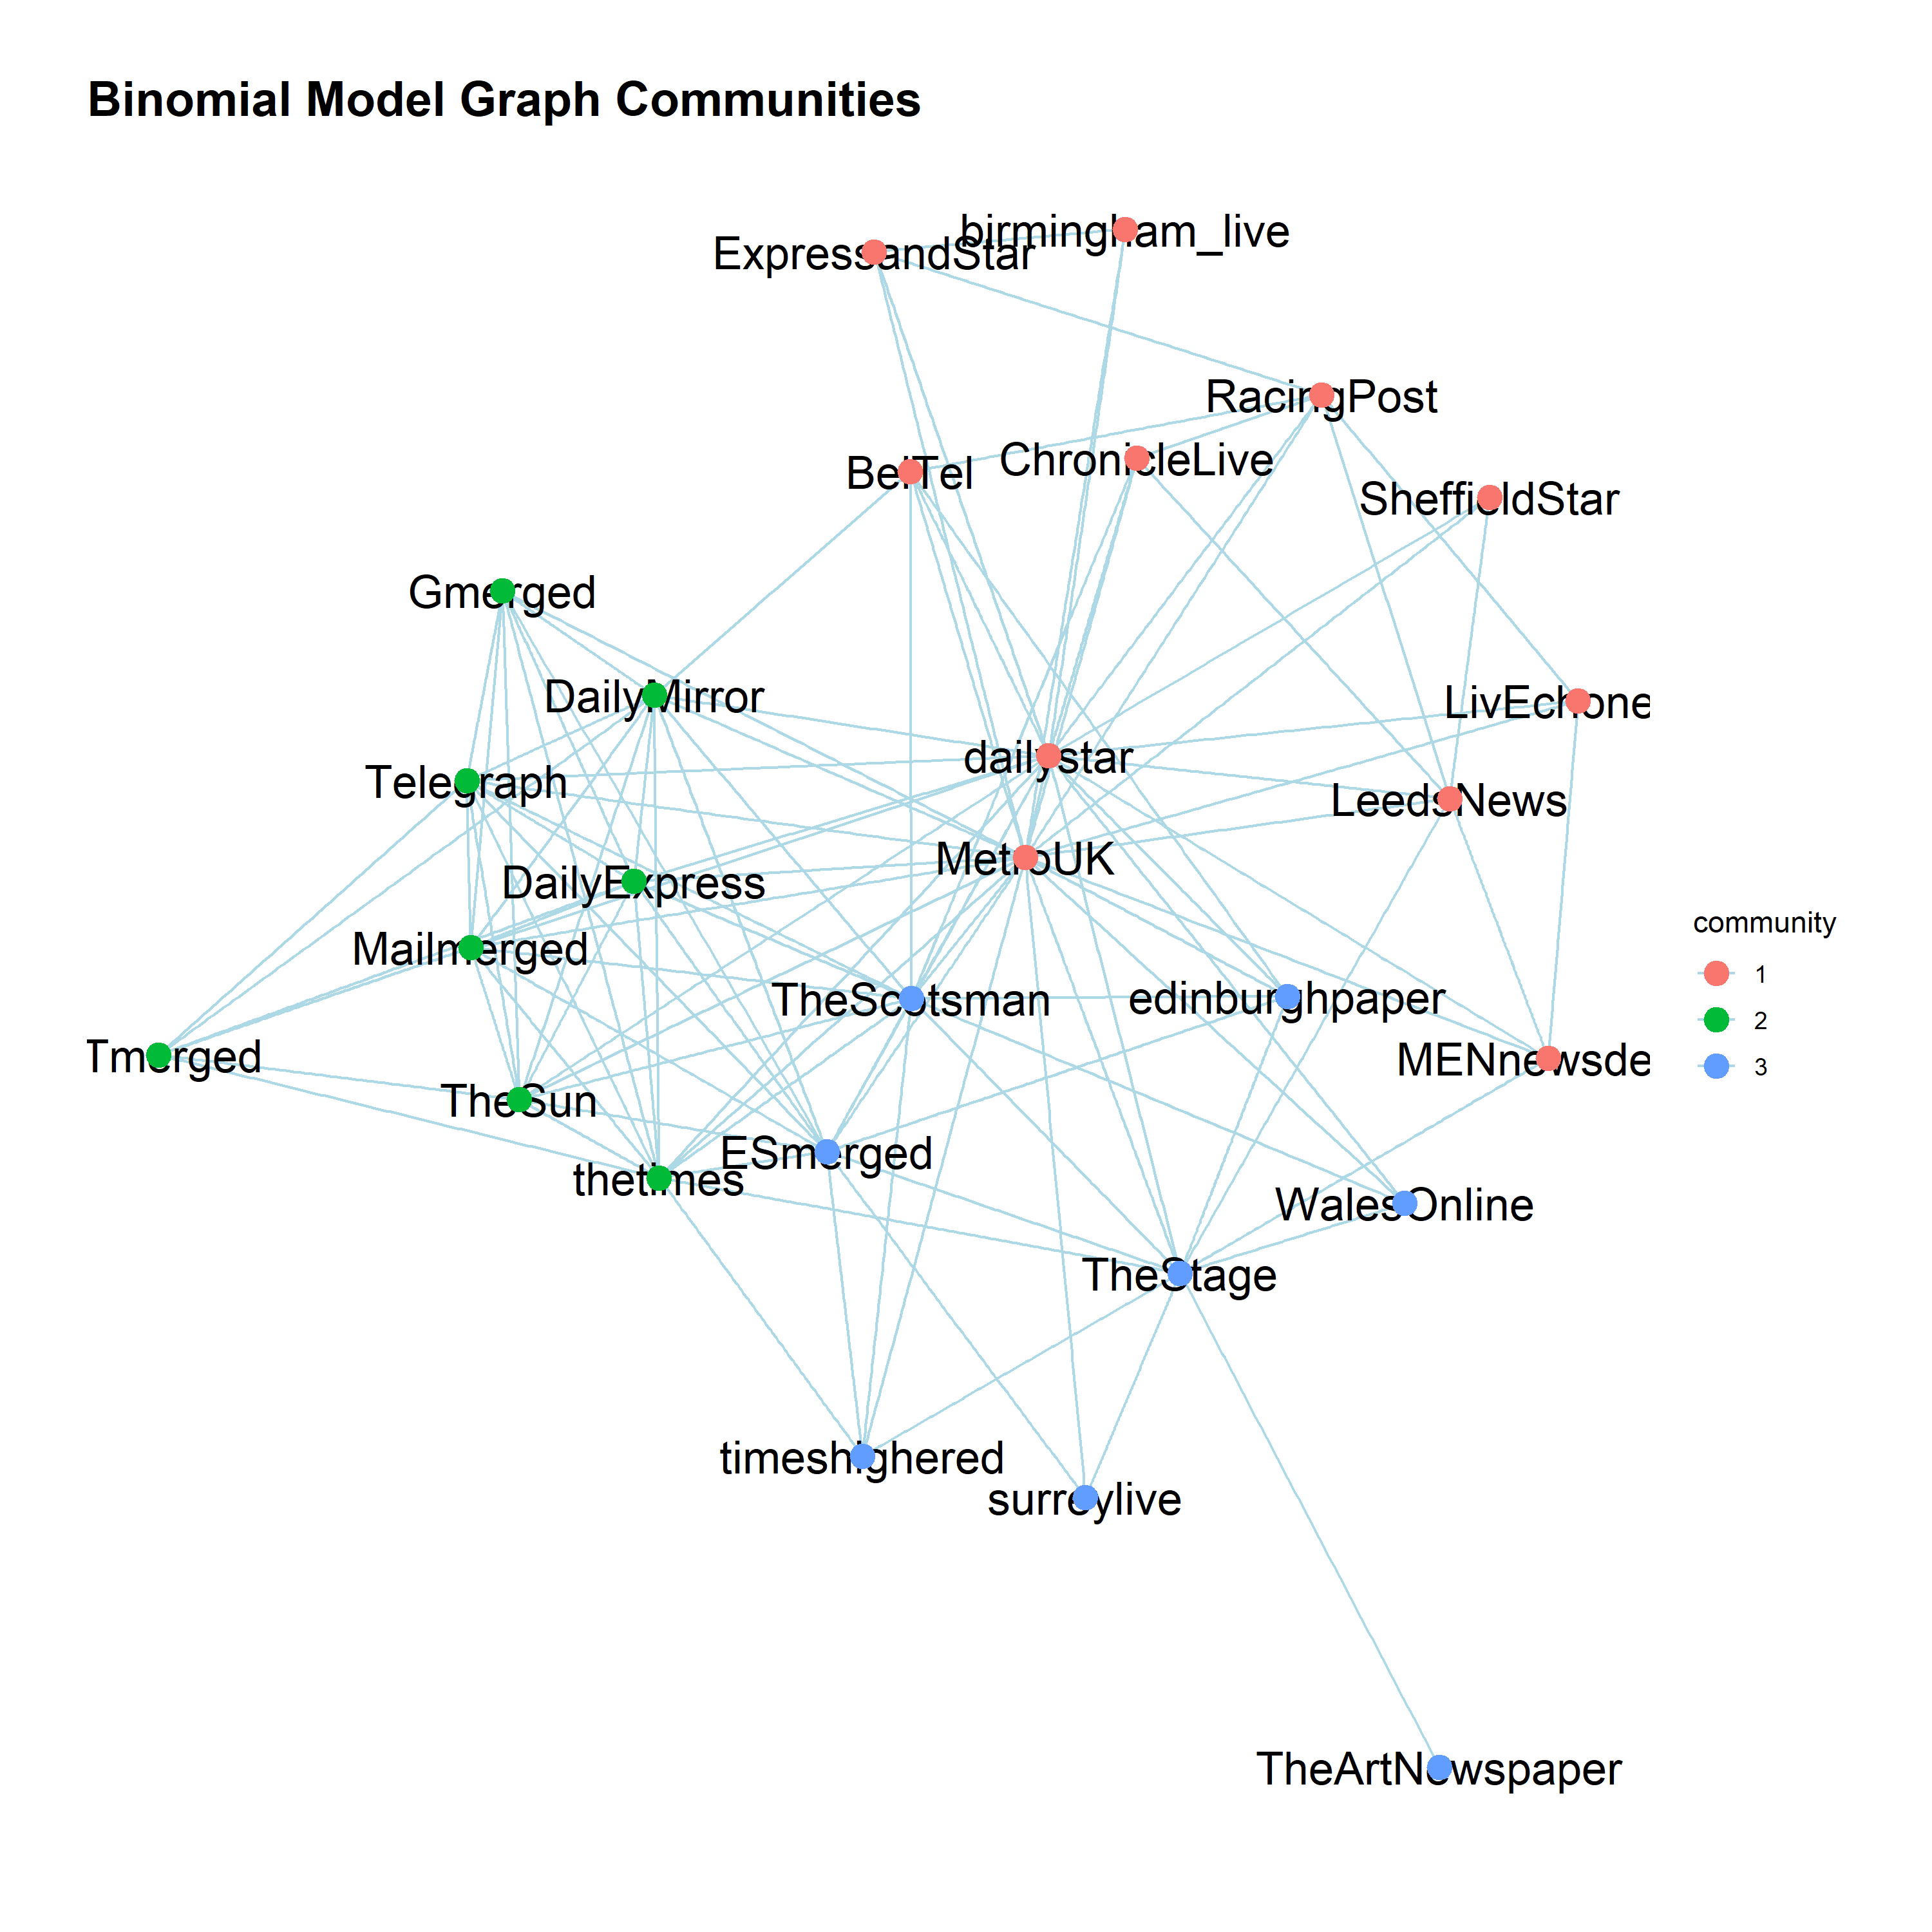 Binomial Model Graph Communities
birmingham_live
ExpressandStar
RacingPost
ChronicleLive
BelTel
SheffieldStar
Gmerged
DailyMirror
LivEchone
dailystar
Telegraph
LeedsNews
MetroUK
DailyExpress
community
Mailmerged
1
TheScotsman
edinburghpaper
2
Tmerged
MENnewsde
3
TheSun
ESmerged
thetimes
WalesOnline
TheStage
timeshighered
surreylive
TheArtNewspaper